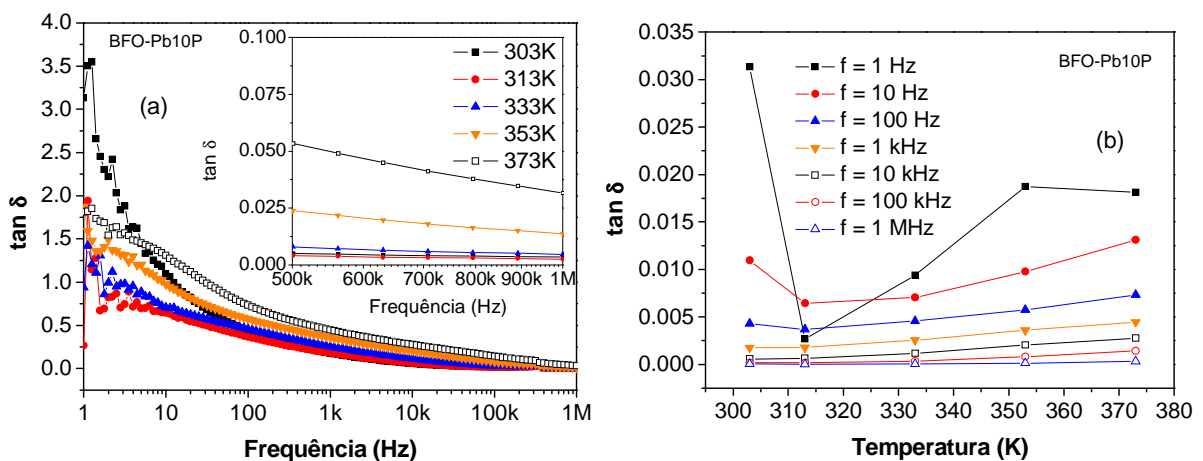 BFO-Pb10P
(a)
tan δ
4.0
3.5
3.0
2.5
2.0
1.5
1.0
0.5
0.0
1
10
100
1k
10k
100k
1M
Frequência (Hz)
tan δ
0.100
0.075
0.050
0.025
0.000
500k
600k
700k
800k
900k
1M
Frequência (Hz)
303K
313K
333K
353K
373K
BFO-Pb10P
(b)
tan δ
0.035
0.030
0.025
0.020
0.015
0.010
0.005
0.000
300
310
320
330
340
350
360
370
380
Temperatura (K)
f = 1 Hz
f = 10 Hz
f = 100 Hz
f = 1 kHz
f = 10 kHz
f = 100 kHz
f = 1 MHz